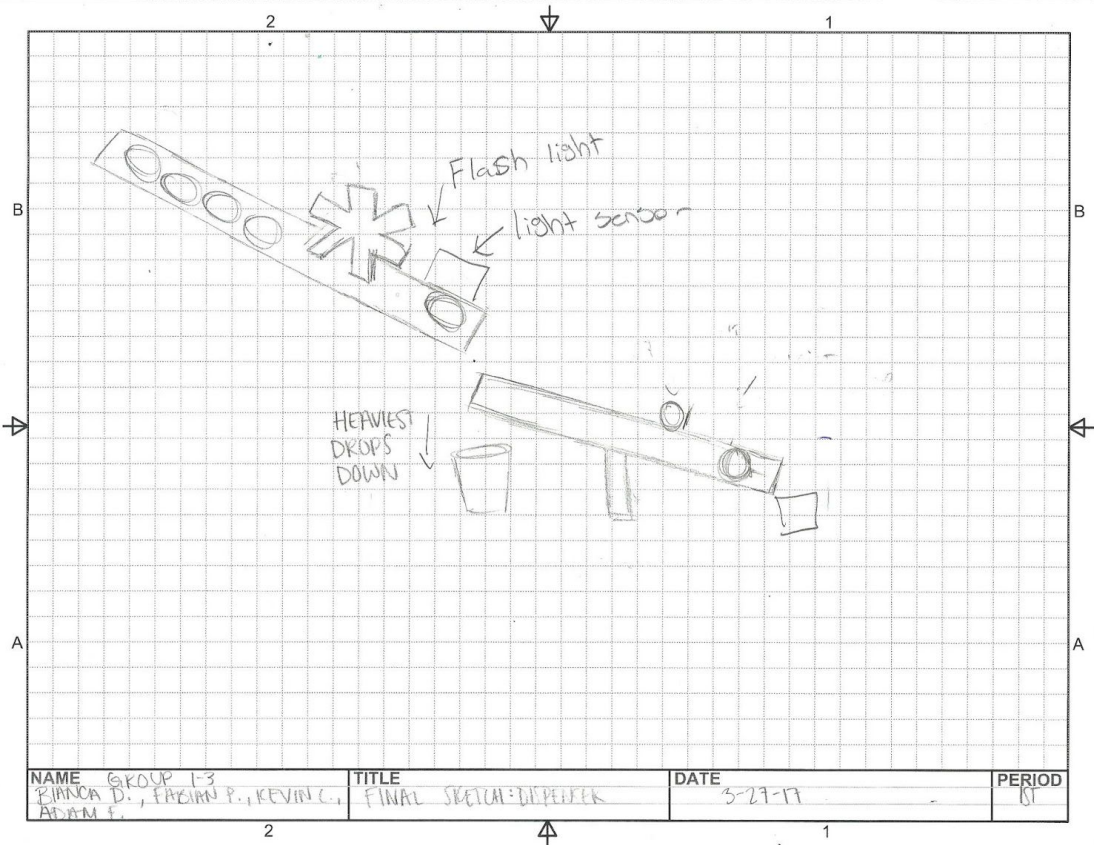 2
1
B
B
Flash light
light sensor
HEAVIEST
DROPS
DOWN
A
A
NAME GROUP 1-3
BIANCA D., FABIAN P., KEVIN C.,
ADAM F.
TITLE
FINAL SKETCH: DISPENSER
DATE
3-27-17
PERIOD
1ST
2
1